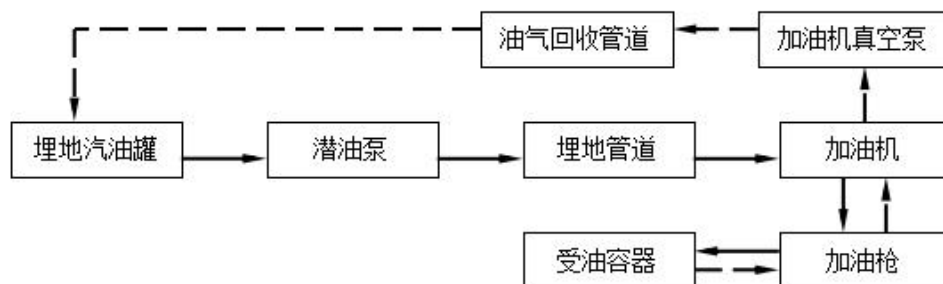 油气回收管道
加油机真空泵
埋地汽油罐
潜油泵
埋地管道
加油机
受油容器
加油枪